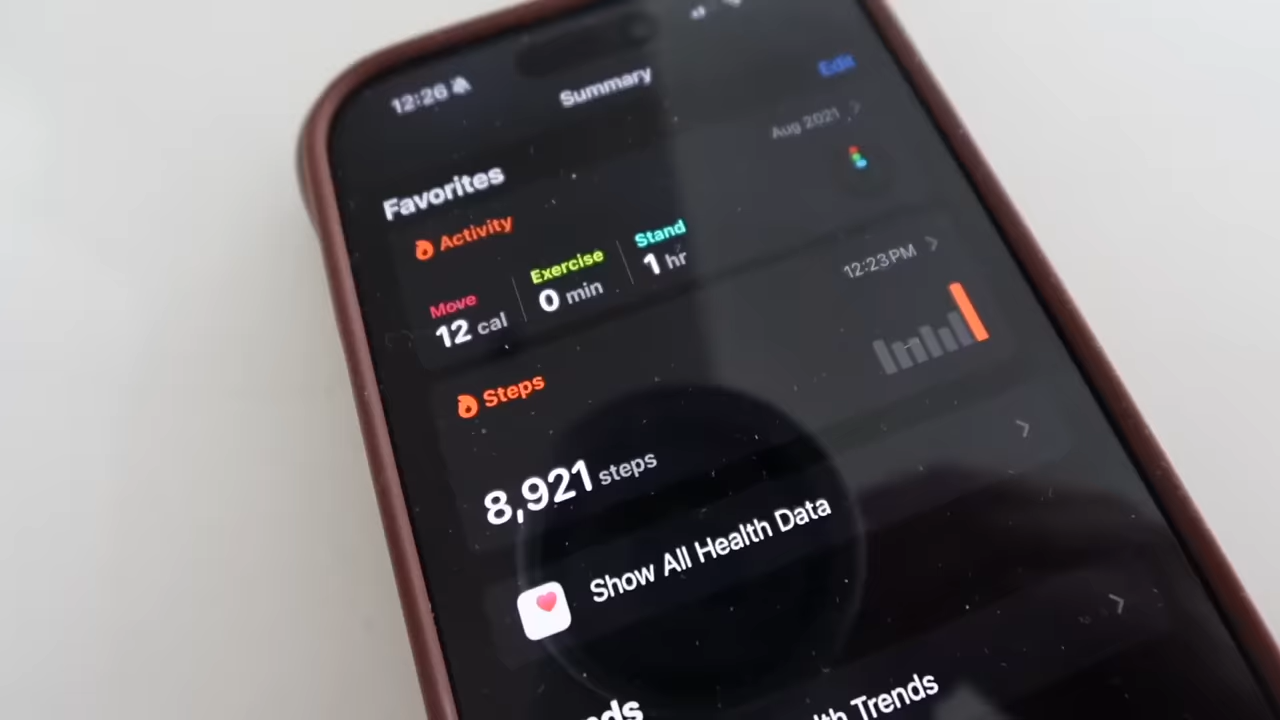 12:26
Summary
Edit
Favorites
Activity
Aug 2021
Move
12 cal
Exercise
0 min
Stand
1 hr
Steps
12:23 PM
8,921 steps
Show All Health Data
Trends